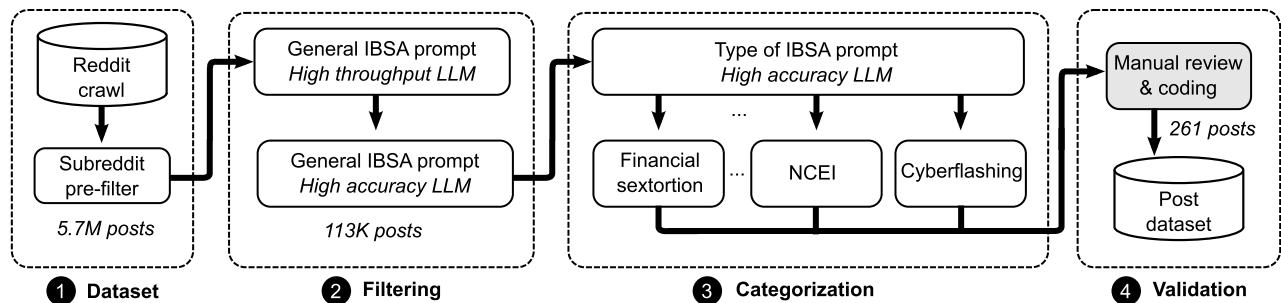 Reddit
crawl
Subreddit
pre-filter
5.7M posts
1 Dataset
General IBSA prompt
High throughput LLM
General IBSA prompt
High accuracy LLM
113K posts
2 Filtering
Type of IBSA prompt
High accuracy LLM
...
Financial
sextortion
...
NCEI
Cyberflashing
3 Categorization
Manual review
& coding
261 posts
Post
dataset
4 Validation